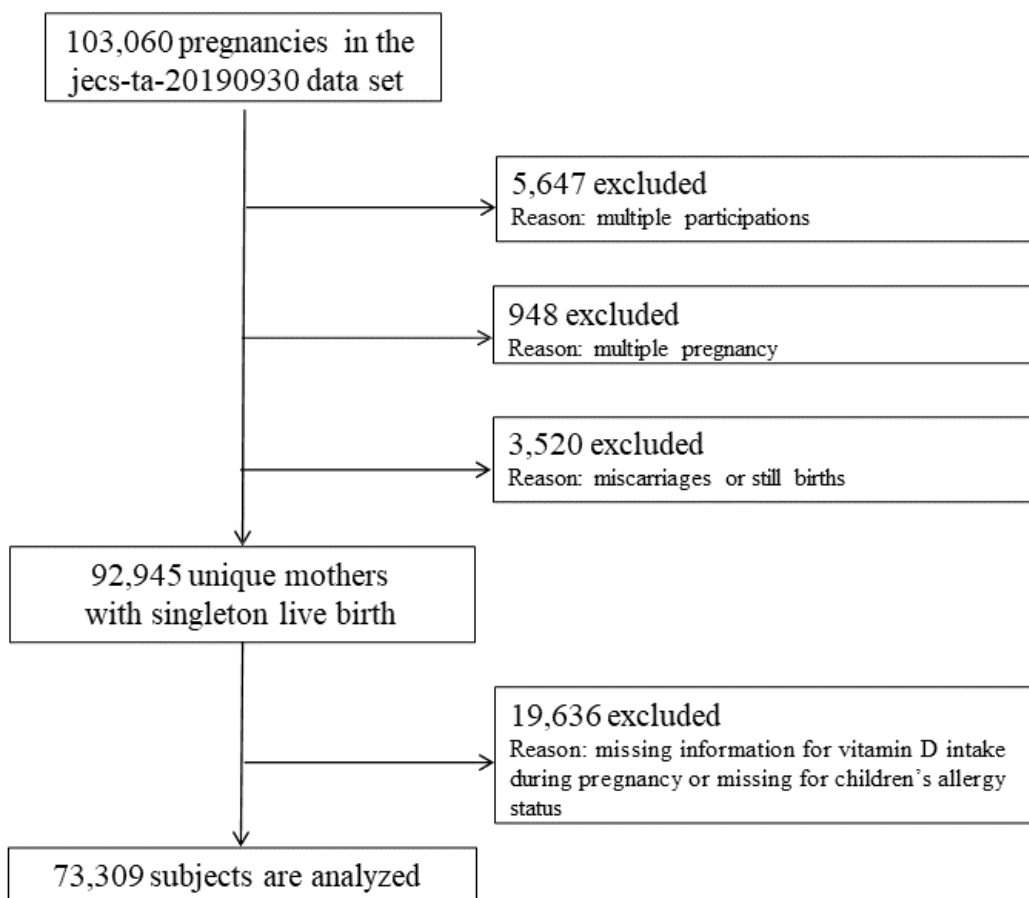 103,060 pregnancies in the
jecs-ta-20190930 data set
5,647 excluded
Reason: multiple participations
948 excluded
Reason: multiple pregnancy
3,520 excluded
Reason: miscarriages or still births
92,945 unique mothers
with singleton live birth
19,636 excluded
Reason: missing information for vitamin D intake
during pregnancy or missing for children’s allergy
status
73,309 subjects are analyzed